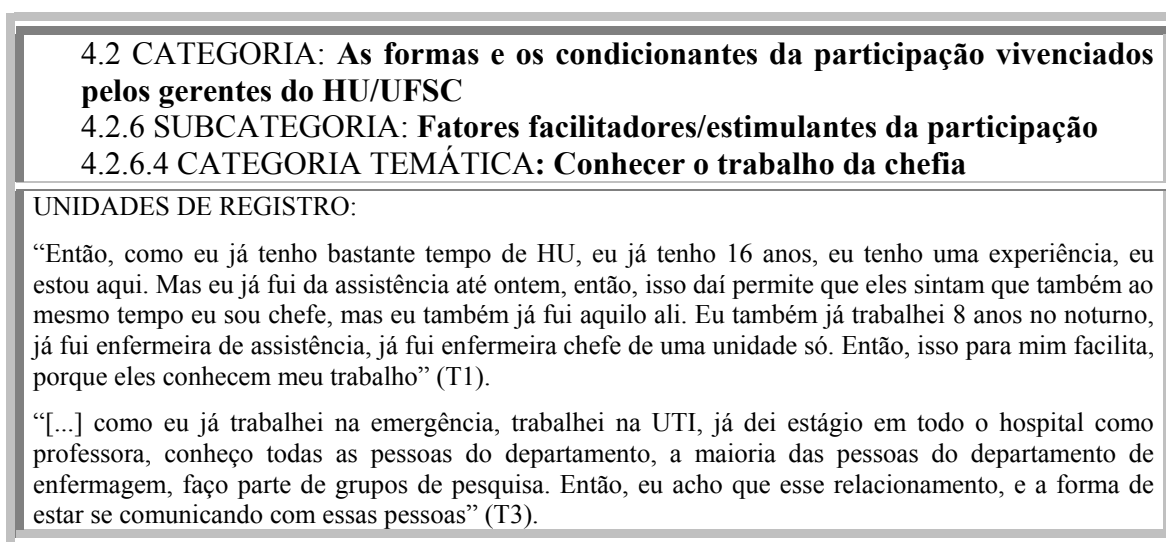 4.2 CATEGORIA: As formas e os condicionantes da participação vivenciados
pelos gerentes do HU/UFSC
4.2.6 SUBCATEGORIA: Fatores facilitadores/estimulantes da participação
4.2.6.4 CATEGORIA TEMÁTICA: Conhecer o trabalho da chefia
UNIDADES DE REGISTRO:
“Então, como eu já tenho bastante tempo de HU, eu já tenho 16 anos, eu tenho uma experiência, eu
estou aqui. Mas eu já fui da assistência até ontem, então, isso daí permite que eles sintam que também ao
mesmo tempo eu sou chefe, mas eu também já fui aquilo ali. Eu também já trabalhei 8 anos no noturno,
já fui enfermeira de assistência, já fui enfermeira chefe de uma unidade só. Então, isso para mim facilita,
porque eles conhecem meu trabalho” (T1).
“[...] como eu já trabalhei na emergência, trabalhei na UTI, já dei estágio em todo o hospital como
professora, conheço todas as pessoas do departamento, a maioria das pessoas do departamento de
enfermagem, faço parte de grupos de pesquisa. Então, eu acho que esse relacionamento, e a forma de
estar se comunicando com essas pessoas” (T3).